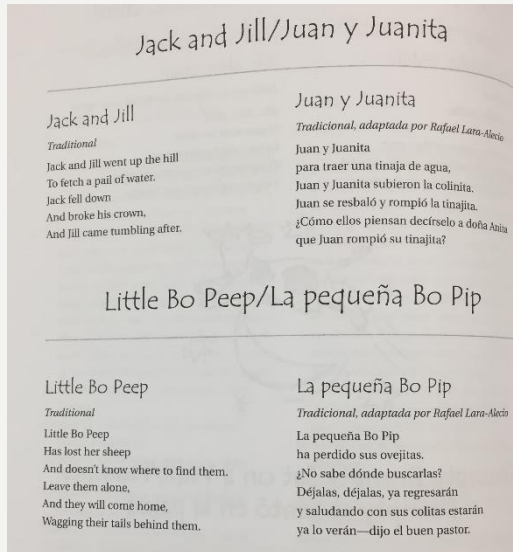 Jack and Jill/Juan y Juanita
Jack and Jill
Traditional
Jack and Jill went up the hill
To fetch a pail of water.
Jack fell down
And broke his crown,
And Jill came tumbling after.
Juan y Juanita
Tradicional, adaptada por Rafael Lara-Alecio
Juan y Juanita
para traer una tinaja de agua,
Juan y Juanita subieron la colinita.
Juan se resbaló y rompió la tinajita.
¿Cómo ellos piensan decírselo a doña Anita
que Juan rompió su tinajita?
Little Bo Peep/La pequeña Bo Pip
Little Bo Peep
Traditional
Little Bo Peep
Has lost her sheep
And doesn't know where to find them.
Leave them alone,
And they will come home,
Wagging their tails behind them.
La pequeña Bo Pip
Tradicional, adaptada por Rafael Lara-Alecio
La pequeña Bo Pip
ha perdido sus ovejitas.
¿No sabe dónde buscarlas?
Déjalas, déjalas, ya regresarán
y saludando con sus colitas estarán
ya lo verán—dijo el buen pastor.